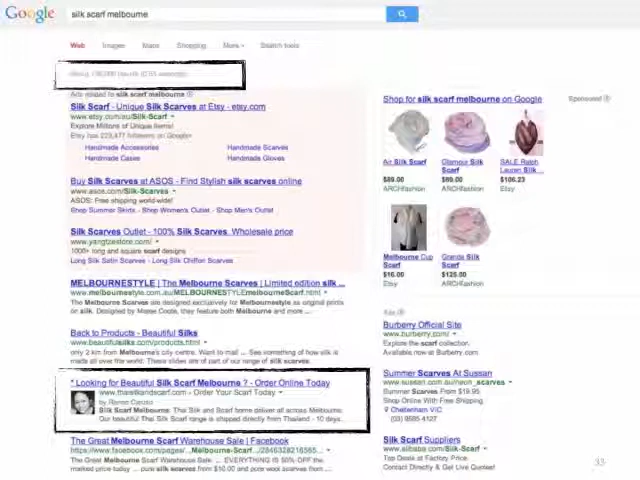 Google
silk scarf melbourne
Web Images Maps Shopping More Search tools
Ads related to silk scarf melbourne
Silk Scarf - Unique Silk Scarves at Etsy - etsy.com
www.etsy.com/au/Silk-Scarf
Explore Millions of Unique Items!
Etsy has 223,477 followers on Google+
Handmade Accessories Handmade Scarves
Handmade Cases Handmade Gloves
Buy Silk Scarves at ASOS - Find Stylish silk scarves online
www.asos.com/Silk-Scarves
ASOS: Free shipping world-wide!
Shop Summer Skirts - Shop Women's Outlet - Shop Men's Outlet
Silk Scarves Outlet - 100% Silk Scarves. Wholesale price
www.yangtzestore.com/
1000+ long and square scarf designs
Long Silk Satin Scarves - Long Silk Chiffon Scarves
MELBOURNESTYLE | The Melbourne Scarves | Limited edition silk ...
www.melbournestyle.com.au/MELBOURNESTYLEmelbourneScarf.html
The Melbourne Scarves are designed exclusively for Melbournestyle as original prints
on silk. Designed by Maree Coote, they feature both Melbourne and more ...
Back to Products - Beautiful Silks
www.beautifulsilks.com/products.html
only 2 km from Melbourne's city centre. Want to mail ... See something of how silk is
made all over the world. These slides are of part of our range of silk scarves.
" Looking for Beautiful Silk Scarf Melbourne ? - Order Online Today
www.thesilkandscarf.com › Order Your Scarf Today
by Renee Caruso
Silk Scarf Melbourne. The Silk and Scarf home deliver all across Melbourne.
Our beautiful Thai Silk Scarf range is shipped directly from Thailand - 10 days.
The Great Melbourne Scarf Warehouse Sale | Facebook
https://www.facebook.com/pages/...Melbourne-Scarf.../2846328216565...
The Great Melbourne Scarf Warehouse Sale. ... EVERYTHING IS 50% OFF THE
marked price today ... pure silk scarves from $10.00 and pure wool scarves from ...
Shop for silk scarf melbourne on Google Sponsored
Air Silk Scarf
$89.00
ARCHfashion
Glamour Silk Scarf
$89.00
ARCHfashion
SALE Ralph Lauren Silk ...
$106.23
Etsy
Melbourne Cup Scarf
$16.00
Etsy
Grande Silk Scarf
$125.00
ARCHfashion
Ads
Burberry Official Site
www.burberry.com/
Explore the scarf collection.
Available now at Burberry.com
Summer Scarves At Sussan
www.sussan.com.au/neon_scarves
Summer Scarves From $19.95
Shop Online With Free Shipping
Cheltenham VIC
(03) 9585 4127
Silk Scarf Suppliers
www.alibaba.com/Silk-Scarf
Top Deals at Factory Price.
Contact Directly & Get Live Quotes!
33